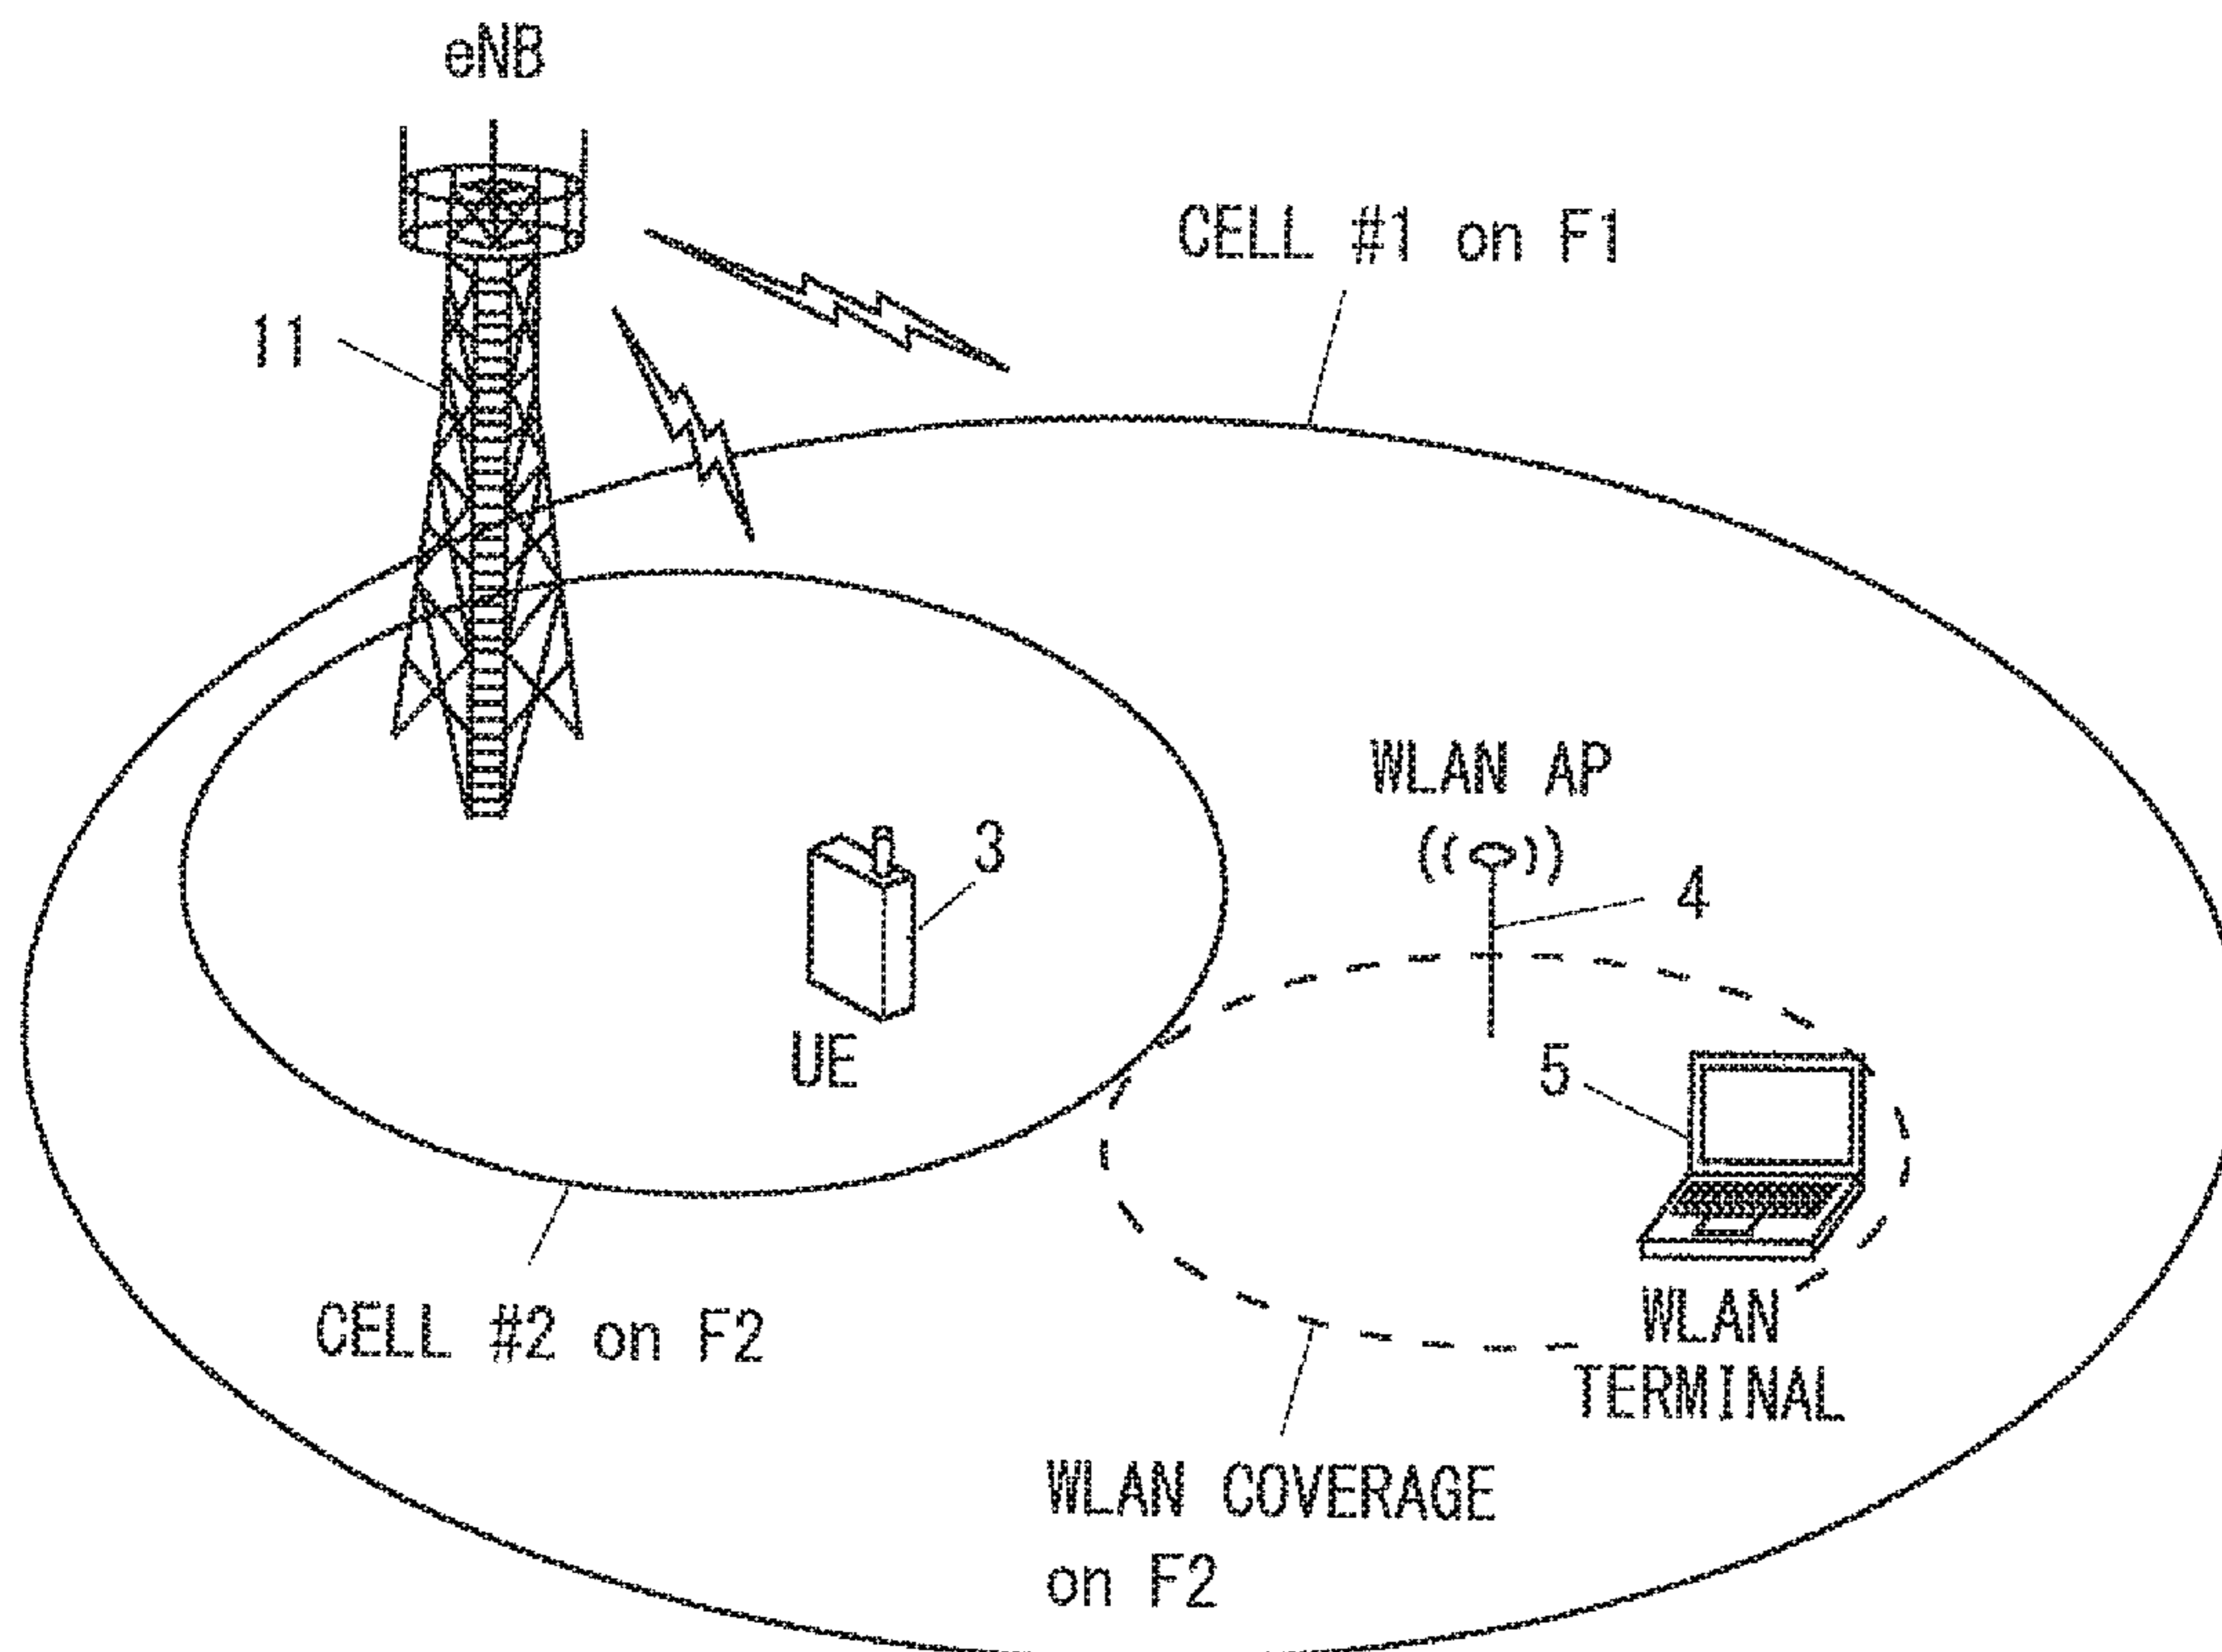 eNB
CELL #1 on F1
11
WLAN AP
3
4
UE
5
CELL #2 on F2
WLAN
TERMINAL
WLAN COVERAGE
on F2